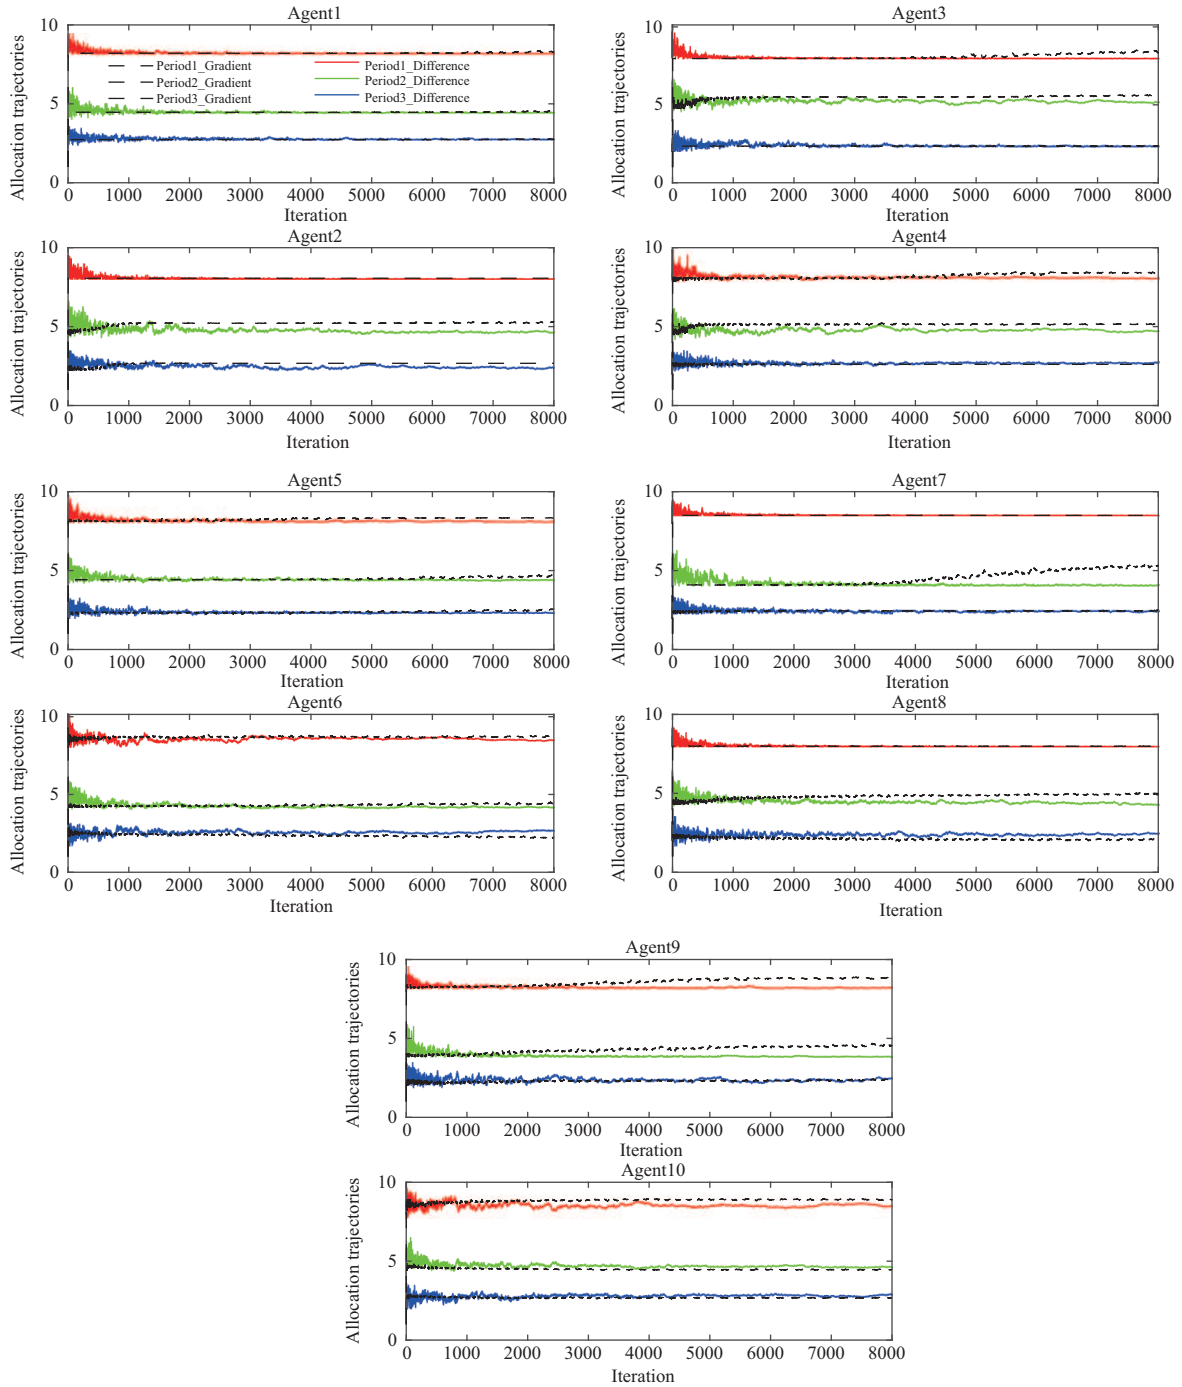 Agent1
10
5
0
Allocation trajectories
Period1_Gradient
Period2_Gradient
Period3_Gradient
Period1_Difference
Period2_Difference
Period3_Difference
0 1000 2000 3000 4000 5000 6000 7000 8000
Iteration
Agent3
10
5
0
Allocation trajectories
0 1000 2000 3000 4000 5000 6000 7000 8000
Iteration
Agent2
10
5
0
Allocation trajectories
0 1000 2000 3000 4000 5000 6000 7000 8000
Iteration
Agent4
10
5
0
Allocation trajectories
0 1000 2000 3000 4000 5000 6000 7000 8000
Iteration
Agent5
10
5
0
Allocation trajectories
0 1000 2000 3000 4000 5000 6000 7000 8000
Iteration
Agent7
10
5
0
Allocation trajectories
0 1000 2000 3000 4000 5000 6000 7000 8000
Iteration
Agent6
10
5
0
Allocation trajectories
0 1000 2000 3000 4000 5000 6000 7000 8000
Iteration
Agent8
10
5
0
Allocation trajectories
0 1000 2000 3000 4000 5000 6000 7000 8000
Iteration
Agent9
10
5
0
Allocation trajectories
0 1000 2000 3000 4000 5000 6000 7000 8000
Iteration
Agent10
10
5
0
Allocation trajectories
0 1000 2000 3000 4000 5000 6000 7000 8000
Iteration